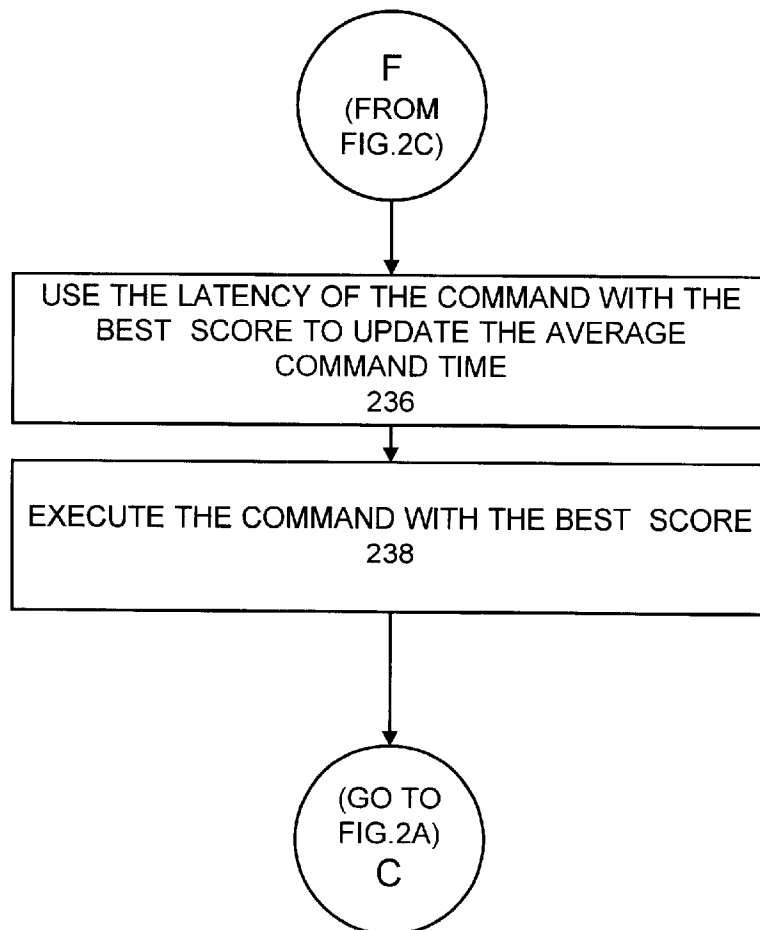 F
(FROM
FIG.2C)
USE THE LATENCY OF THE COMMAND WITH THE
BEST SCORE TO UPDATE THE AVERAGE
COMMAND TIME
236
EXECUTE THE COMMAND WITH THE BEST SCORE
238
(GO TO
FIG.2A)
C